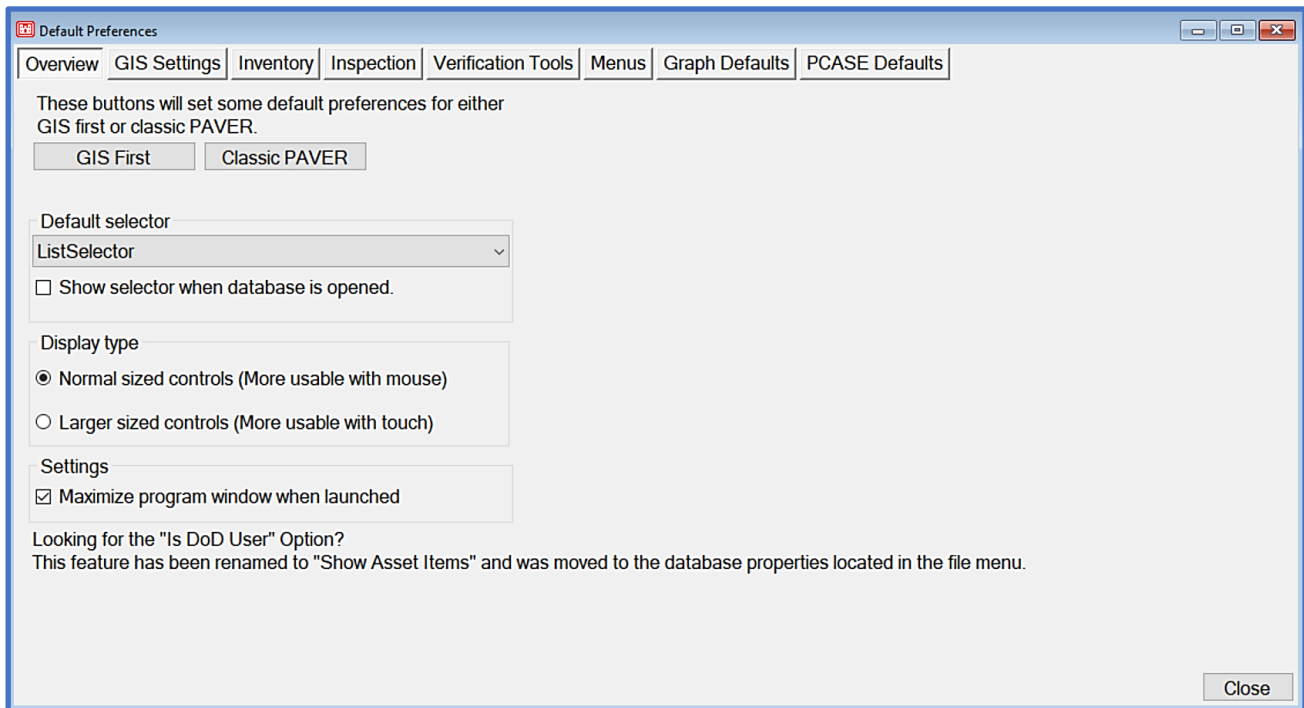 Default Preferences
Overview GIS Settings Inventory Inspection Verification Tools Menus Graph Defaults PCASE Defaults
These buttons will set some default preferences for either
GIS first or classic PAVER.
GIS First Classic PAVER
Default selector
ListSelector
Show selector when database is opened.
Display type
Normal sized controls (More usable with mouse)
Larger sized controls (More usable with touch)
Settings
Maximize program window when launched
Looking for the "Is DoD User" Option?
This feature has been renamed to "Show Asset Items" and was moved to the database properties located in the file menu.
Close